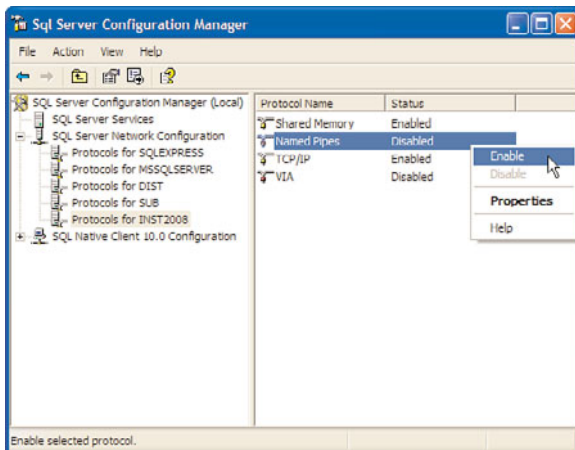 Sql Server Configuration Manager
File Action View Help
SQL Server Configuration Manager (Local)
SQL Server Services
SQL Server Network Configuration
Protocols for SQLEXPRESS
Protocols for MSSQLSERVER
Protocols for DIST
Protocols for SUB
Protocols for INST2008
SQL Native Client 10.0 Configuration
Protocol Name Status
Shared Memory Enabled
Named Pipes Disabled
TCP/IP Enabled
VIA Disabled
Enable
Disable
Properties
Help
Enable selected protocol.